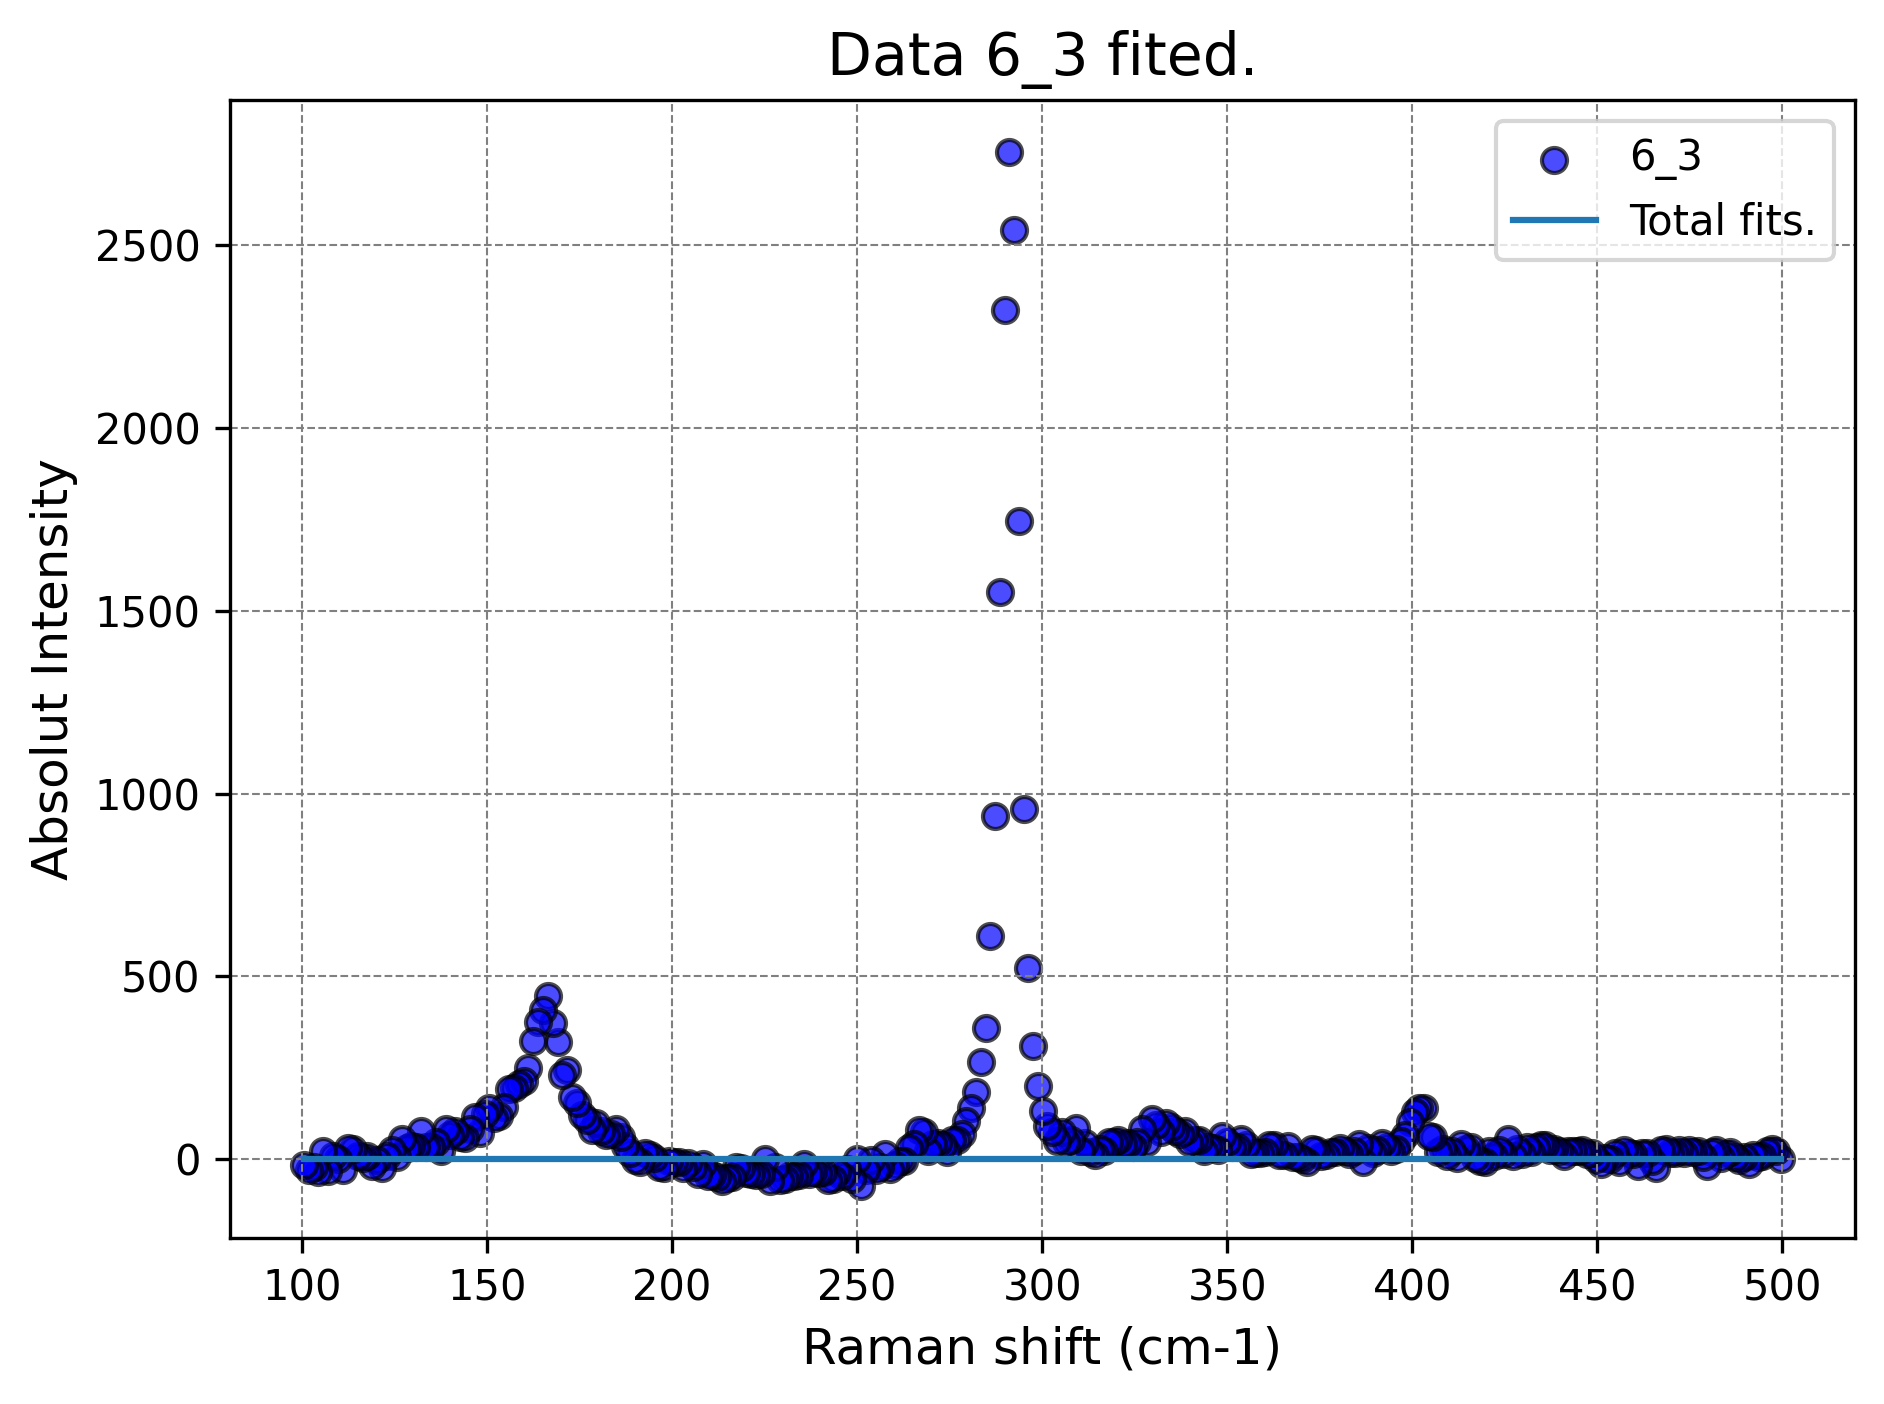 Data 6_3 fited.
6_3
Total fits.
Absolut Intensity
2500
2000
1500
1000
500
0
100 150 200 250 300 350 400 450 500
Raman shift (cm-1)